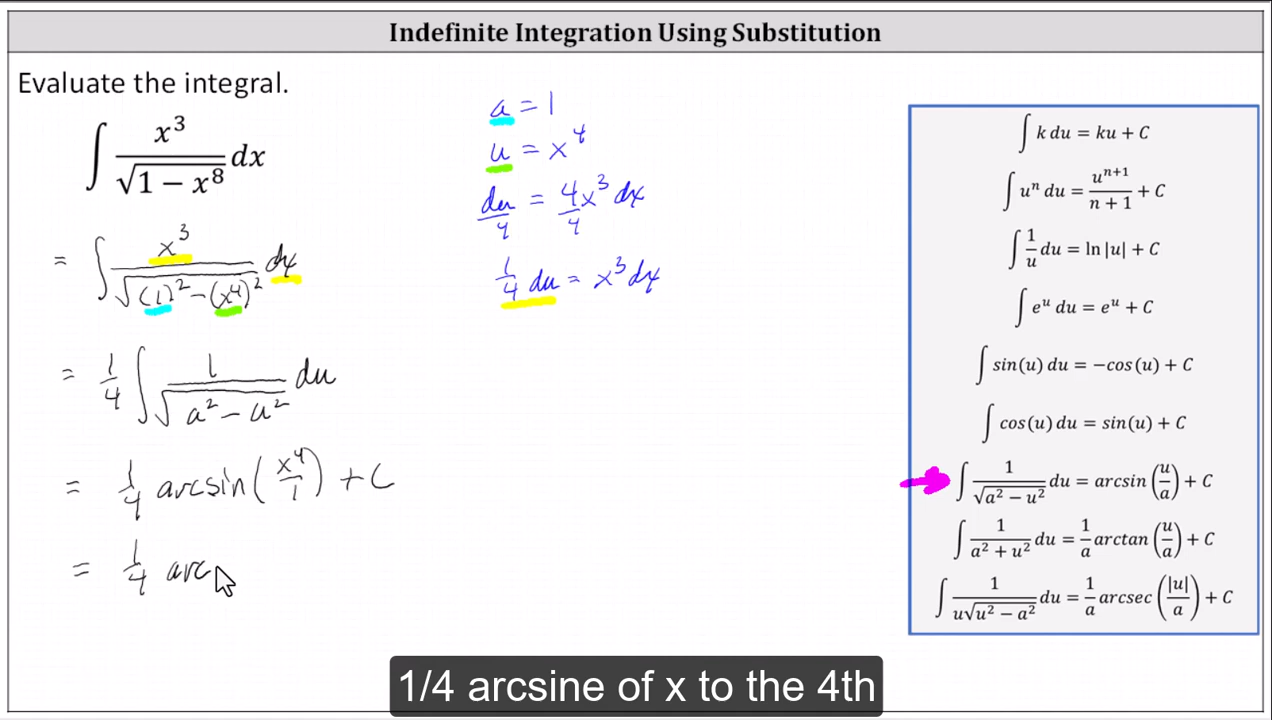 Indefinite Integration Using Substitution
Evaluate the integral.
∫ x³/√(1 − x⁸) dx
= ∫ x³/√((1)² − (x⁴)²) dx
= 1/4 ∫ 1/√(a² − u²) du
= 1/4 arcsin(x⁴/1) + C
= 1/4 arc
a = 1
u = x⁴
du/4 = 4x³/4 dx
1/4 du = x³ dx
∫ k du = ku + C
∫ uⁿ du = uⁿ⁺¹/(n + 1) + C
∫ 1/u du = ln|u| + C
∫ eᵘ du = eᵘ + C
∫ sin(u) du = −cos(u) + C
∫ cos(u) du = sin(u) + C
∫ 1/√(a² − u²) du = arcsin(u/a) + C
∫ 1/(a² + u²) du = 1/a arctan(u/a) + C
∫ 1/(u√(u² − a²)) du = 1/a arcsec(|u|/a) + C
1/4 arcsine of x to the 4th